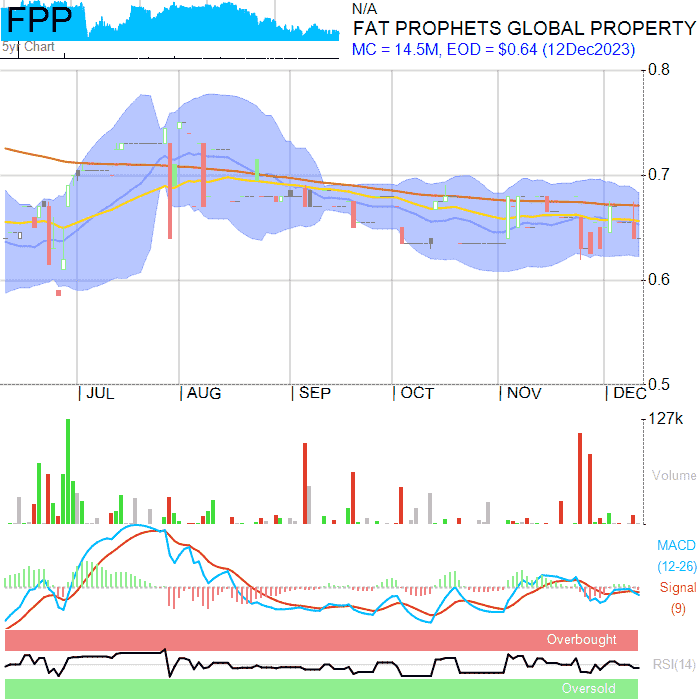 FPP
5yr Chart
N/A
FAT PROPHETS GLOBAL PROPERTY
MC = 14.5M, EOD = $0.64 (12Dec2023)
0.8
0.7
0.6
0.5
JUL AUG SEP OCT NOV DEC
127k
Volume
MACD
(12-26)
Signal
(9)
Overbought
RSI(14)
Oversold